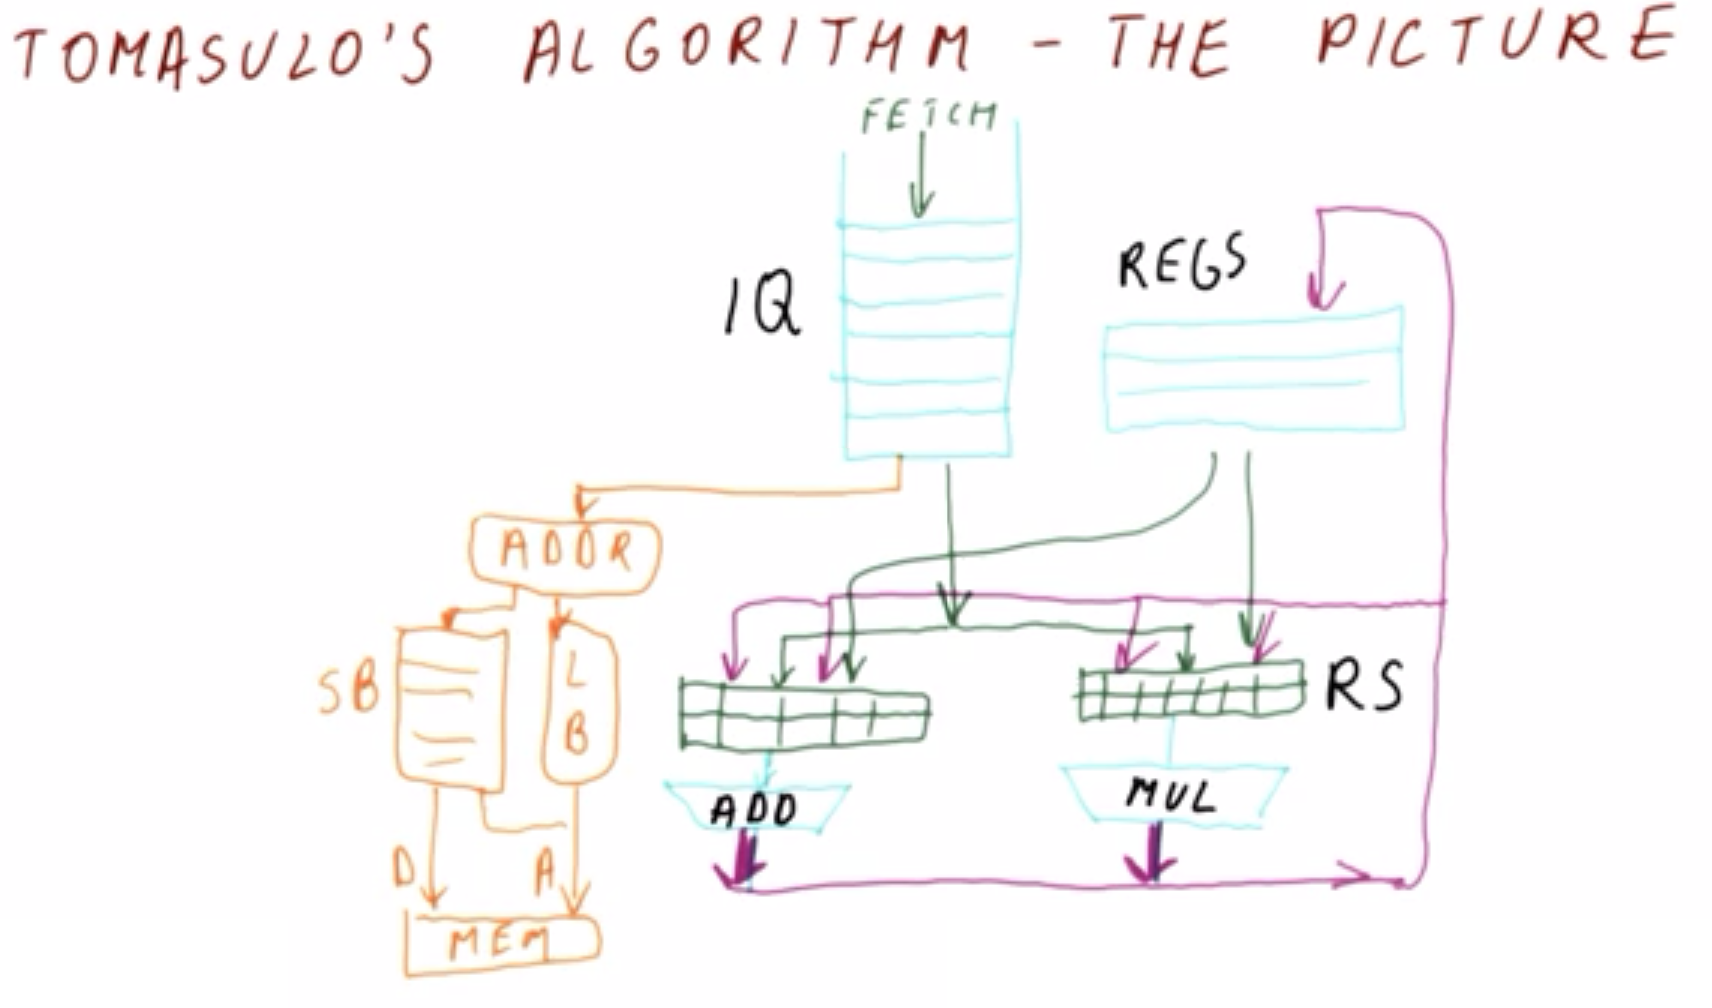 TOMASULO'S ALGORITHM - THE PICTURE
FETCH
IQ
REGS
ADDR
SB
L
B
RS
ADD
MUL
D
A
MEM